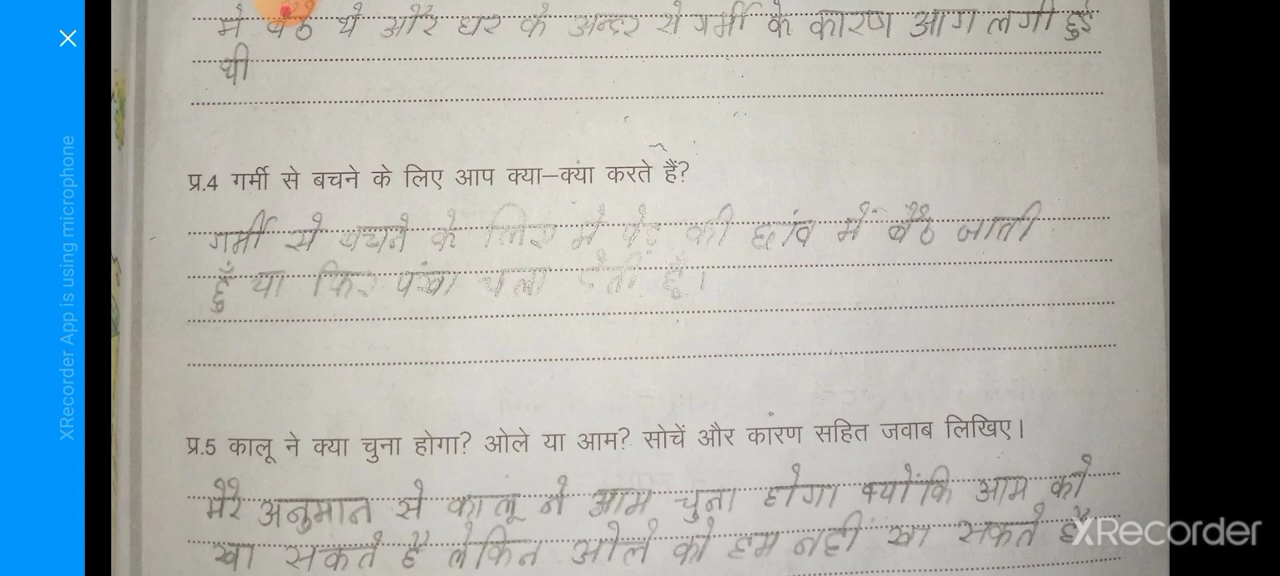 में बैठे थे और घर के अन्दर से गर्मी के कारण आग लगी हुई
थी
प्र.4 गर्मी से बचने के लिए आप क्या–क्या करते हैं?
गर्मी से बचने के लिए मे पेड़ की छांव में बैठ जाती
हूँ या फिर पंखा चला देती हूँ।
प्र.5 कालू ने क्या चुना होगा? ओले या आम? सोचें और कारण सहित जवाब लिखिए।
मेरे अनुमान से कालू ने आम चुना होगा क्योंकि आम को
खा सकते है लेकिन ओले को हम नही खा सकते है
XRecorder App is using microphone
XRecorder